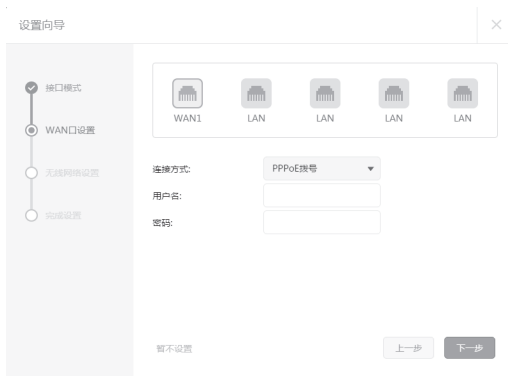 设置向导
接口模式
WAN口设置
无线网络设置
完成设置
WAN1 LAN LAN LAN LAN
连接方式: PPPoE拨号
用户名:
密码:
暂不设置 上一步 下一步